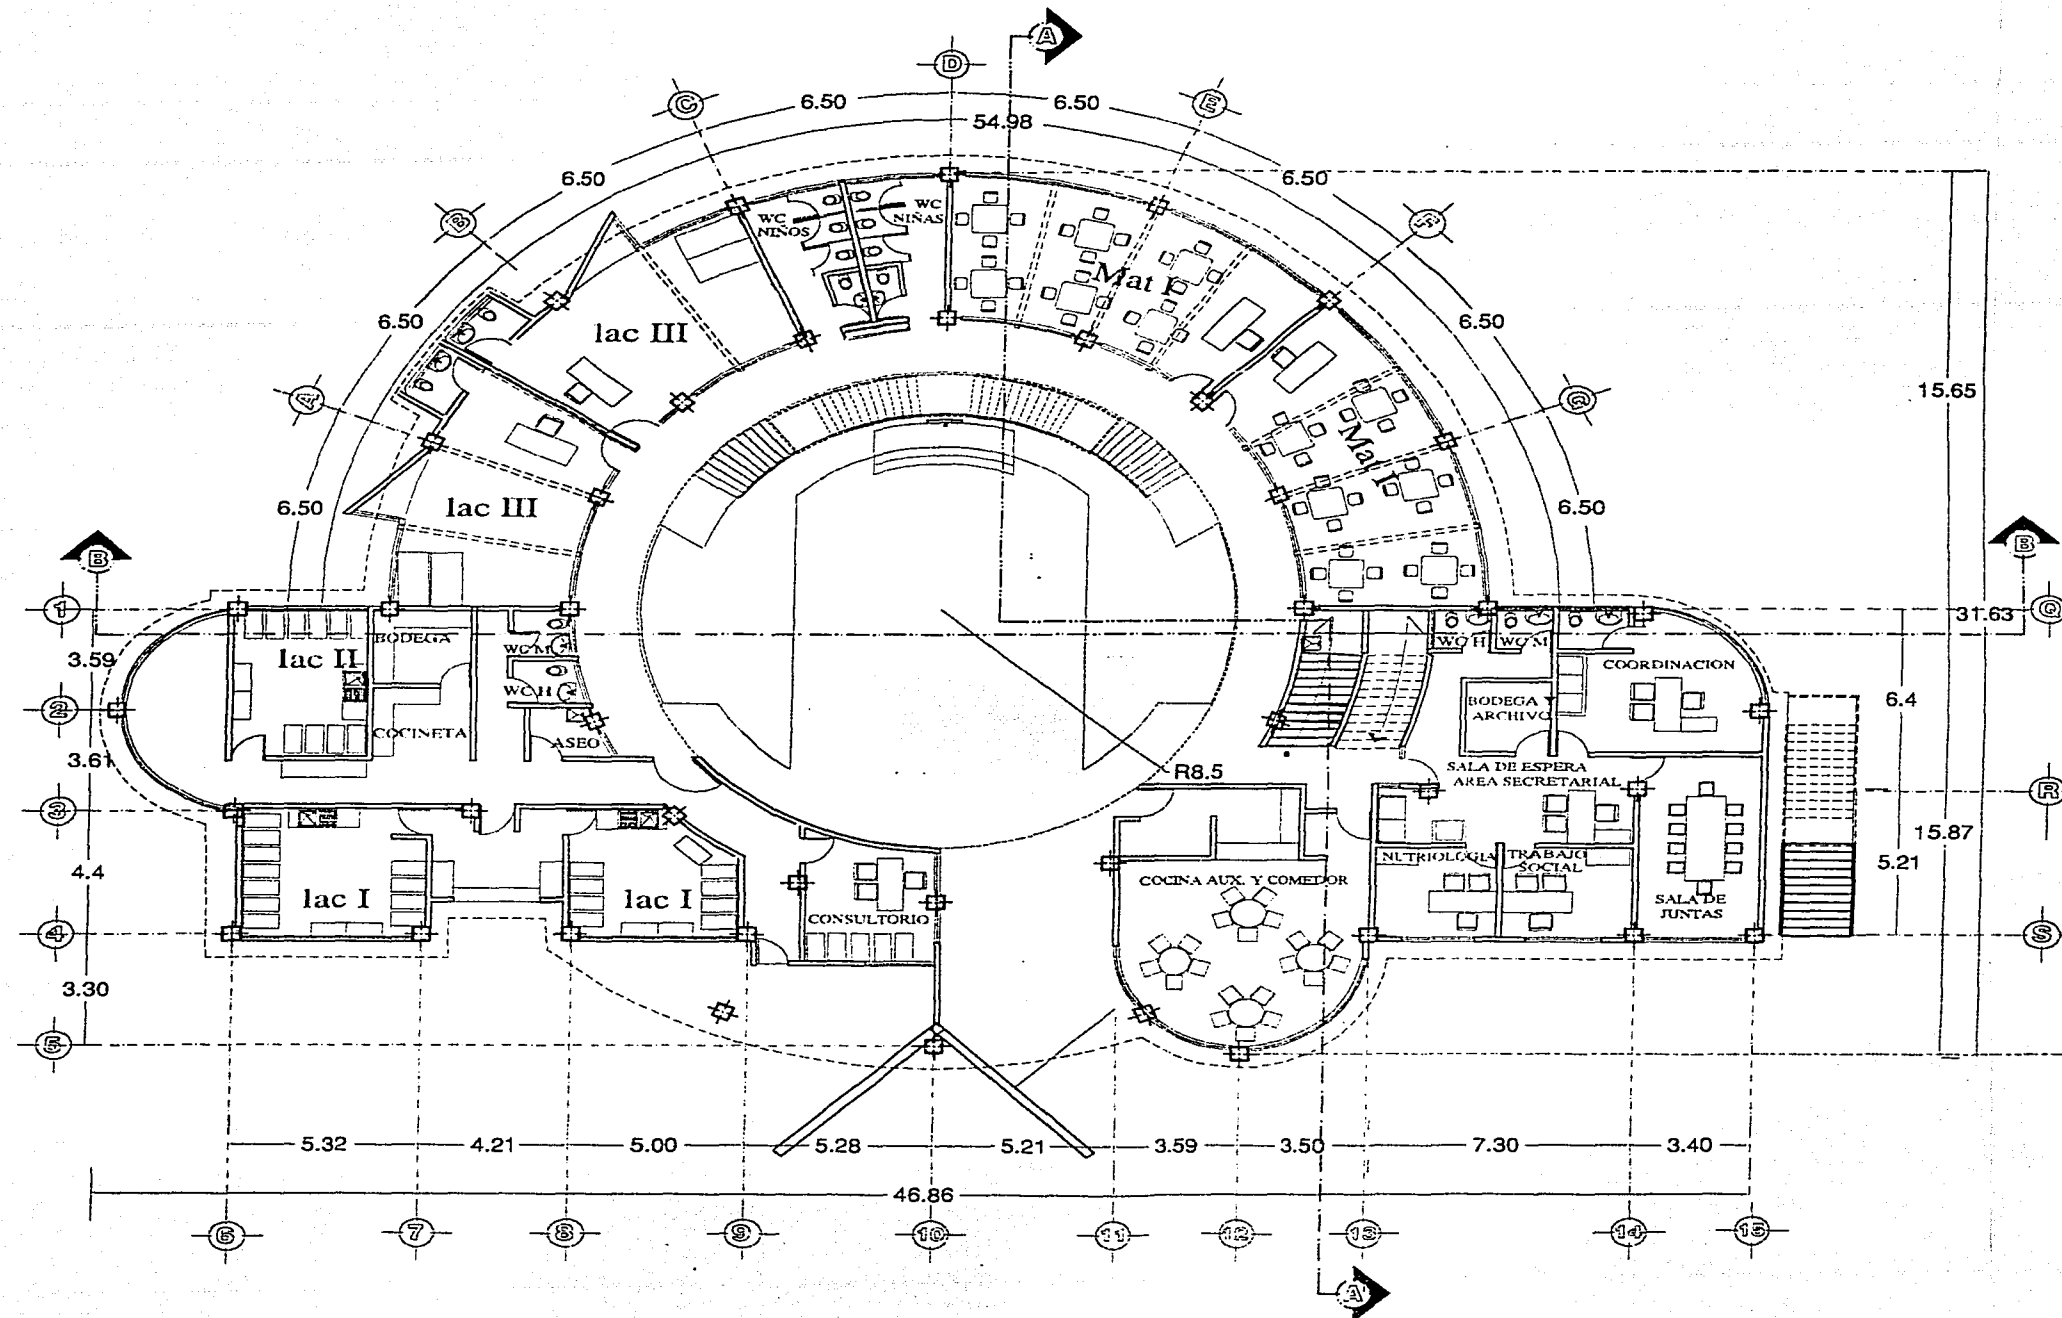 A
D
C
E
6.50
6.50
54.98
6.50
6.50
B
F
WC
NIÑOS
WC
NIÑAS
Mat I
6.50
lac III
6.50
15.65
A
G
Mat I
lac III
6.50
6.50
B
B
1
Q
31.63
BODEGA
3.59
lac II
WC M
WC H
WC M
COORDINACION
WC H
2
6.4
BODEGA Y
ARCHIVO
COCINETA
ASEO
3.61
R8.5
SALA DE ESPERA
AREA SECRETARIAL
R
3
15.87
4.4
5.21
NUTRIOLOGIA
TRABAJO
SOCIAL
COCINA AUX. Y COMEDOR
lac I
lac I
CONSULTORIO
SALA DE
JUNTAS
4
S
3.30
5
5.32
4.21
5.00
5.28
5.21
3.59
3.50
7.30
3.40
46.86
6
7
8
9
10
11
12
13
14
15
A